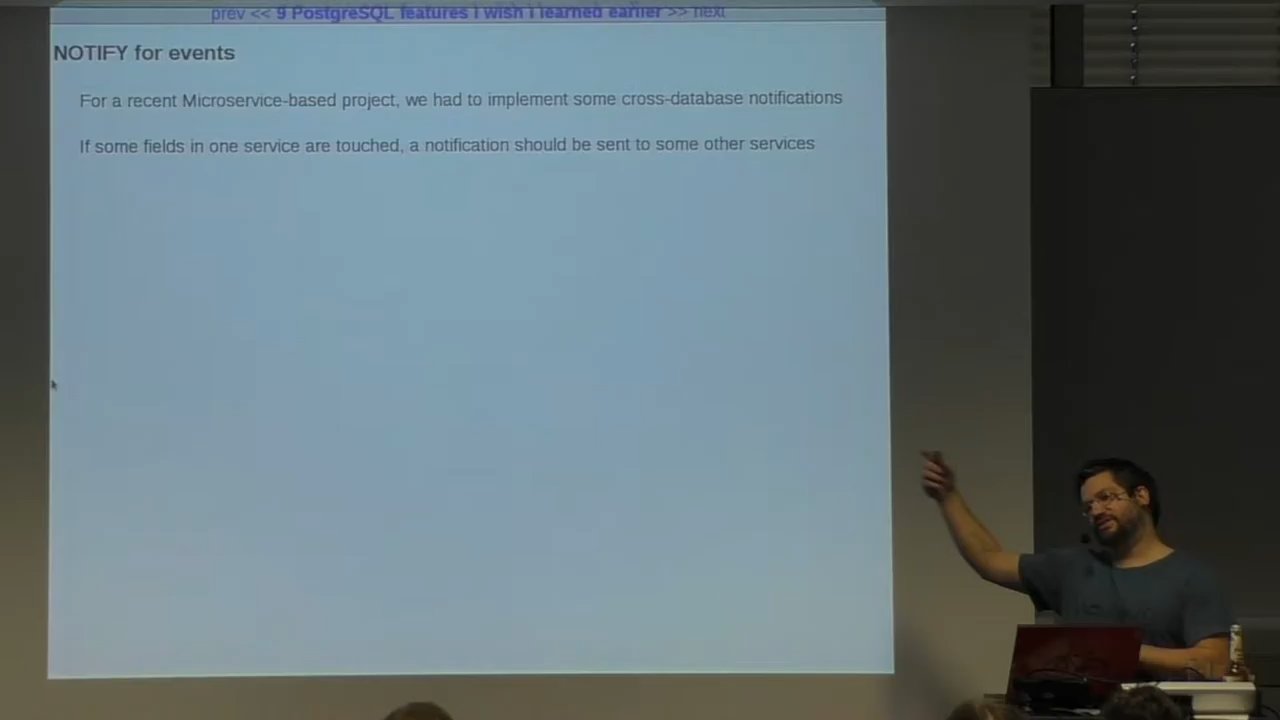 prev << 9 PostgreSQL features I wish I learned earlier >> next
NOTIFY for events
For a recent Microservice-based project, we had to implement some cross-database notifications
If some fields in one service are touched, a notification should be sent to some other services